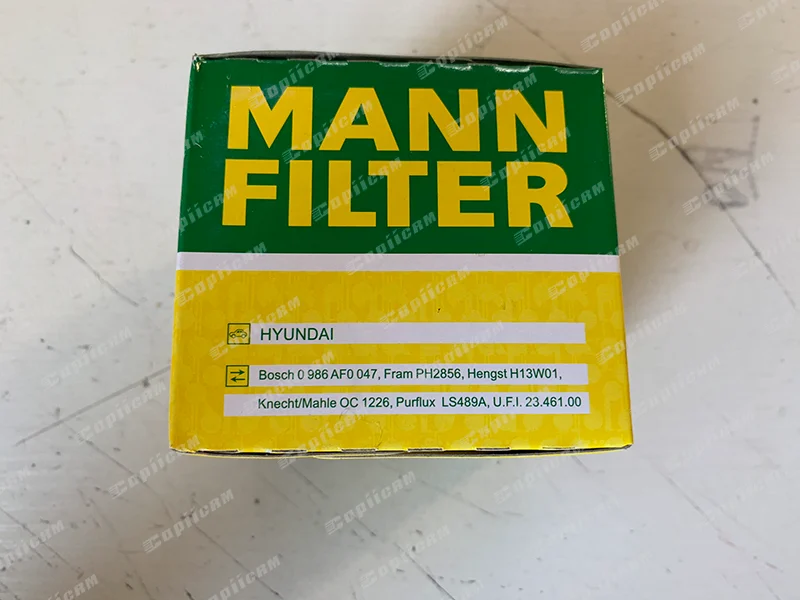 MANN
FILTER
HYUNDAI
Bosch 0 986 AF0 047, Fram PH2856, Hengst H13W01,
Knecht/Mahle OC 1226, Purflux LS489A, U.F.I. 23.461.00
CopiiCAM